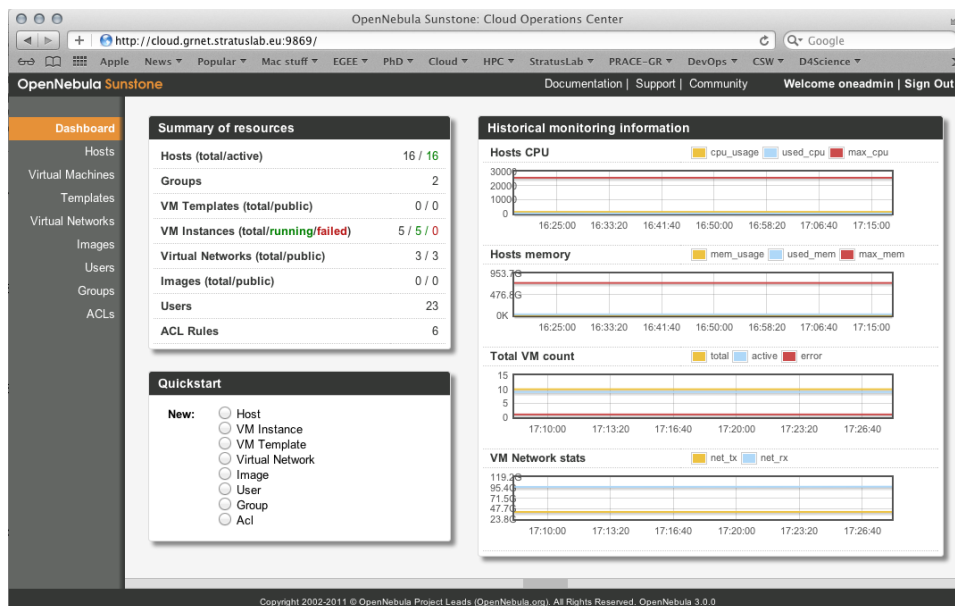 OpenNebula Sunstone: Cloud Operations Center
http://cloud.grnet.stratuslab.eu:9869/
Google
Apple News Popular Mac stuff EGEE PhD Cloud HPC StratusLab PRACE-GR DevOps CSW D4Science
OpenNebula Sunstone
Documentation | Support | Community
Welcome oneadmin | Sign Out
Dashboard
Hosts
Virtual Machines
Templates
Virtual Networks
Images
Users
Groups
ACLs
Summary of resources
Hosts (total/active) 16 / 16
Groups 2
VM Templates (total/public) 0 / 0
VM Instances (total/running/failed) 5 / 5 / 0
Virtual Networks (total/public) 3 / 3
Images (total/public) 0 / 0
Users 23
ACL Rules 6
Quickstart
New:
Host
VM Instance
VM Template
Virtual Network
Image
User
Group
Acl
Historical monitoring information
Hosts CPU
cpu_usage used_cpu max_cpu
30000
20000
10000
0
16:25:00 16:33:20 16:41:40 16:50:00 16:58:20 17:06:40 17:15:00
Hosts memory
mem_usage used_mem max_mem
953.7G
476.8G
0K
16:25:00 16:33:20 16:41:40 16:50:00 16:58:20 17:06:40 17:15:00
Total VM count
total active error
15
10
5
0
17:10:00 17:13:20 17:16:40 17:20:00 17:23:20 17:26:40
VM Network stats
net_tx net_rx
119.2G
95.4G
71.5G
47.7G
23.8G
17:10:00 17:13:20 17:16:40 17:20:00 17:23:20 17:26:40
Copyright 2002-2011 © OpenNebula Project Leads (OpenNebula.org). All Rights Reserved. OpenNebula 3.0.0